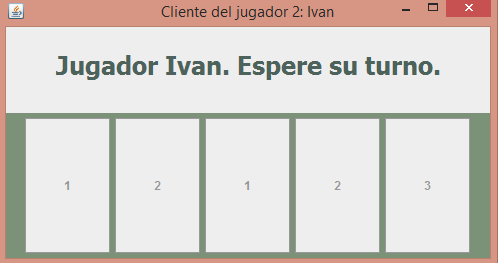 Cliente del jugador 2: Ivan
Jugador Ivan. Espere su turno.
1 2 1 2 3